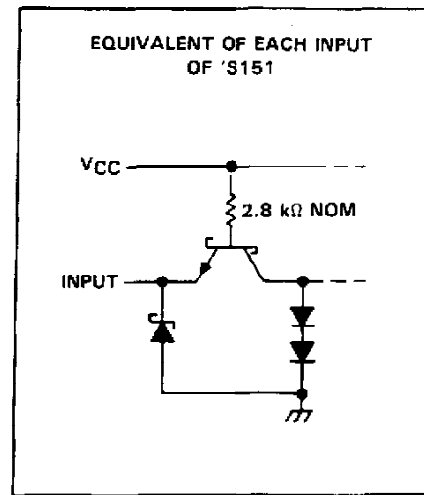 EQUIVALENT OF EACH INPUT
OF 'S151
VCC
2.8 kΩ NOM
INPUT